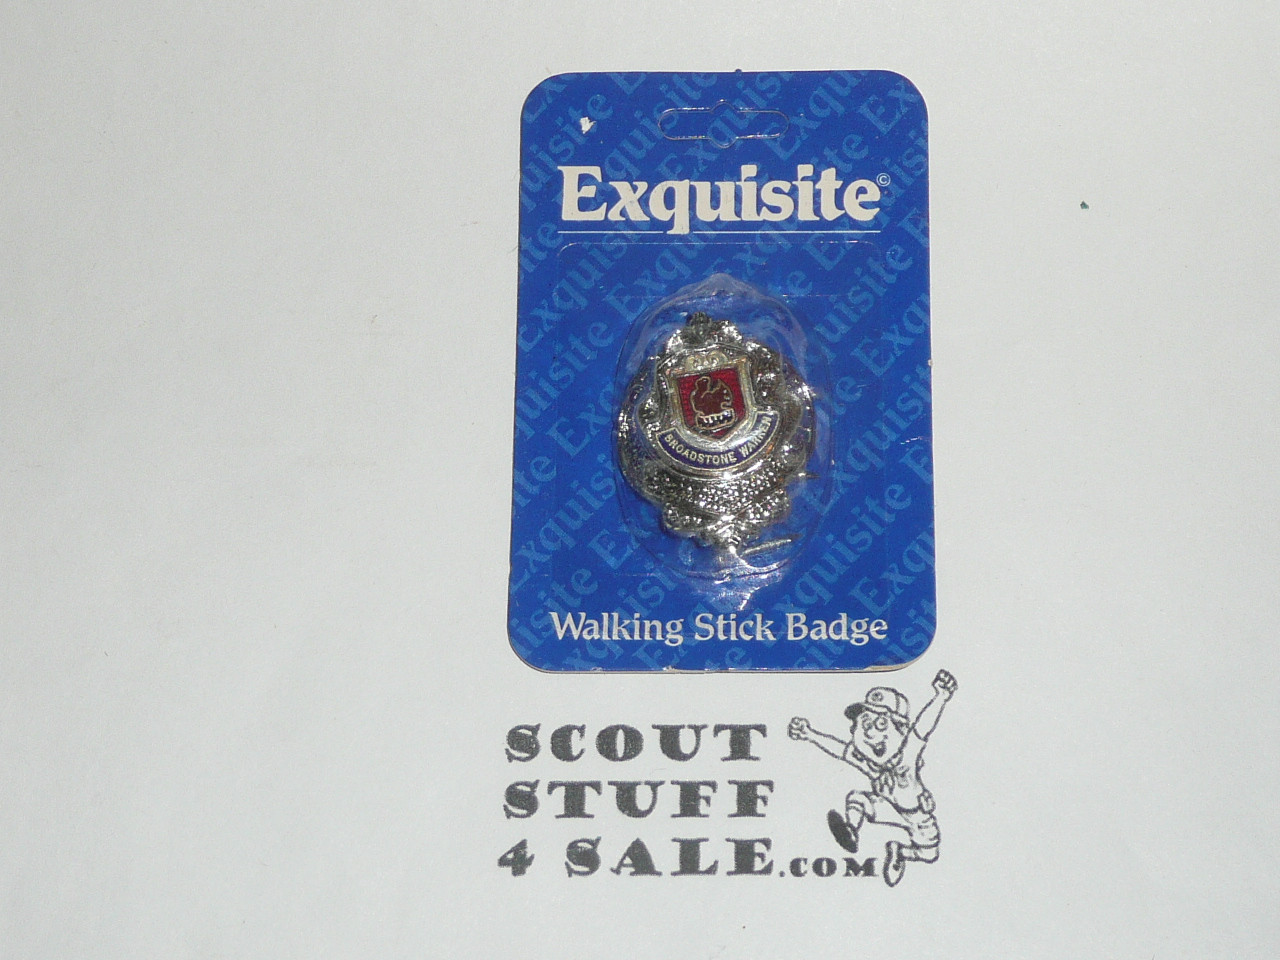 Exquisite©
BROADSTONE WARREN
Walking Stick Badge
SCOUT
STUFF
4 SALE.COM